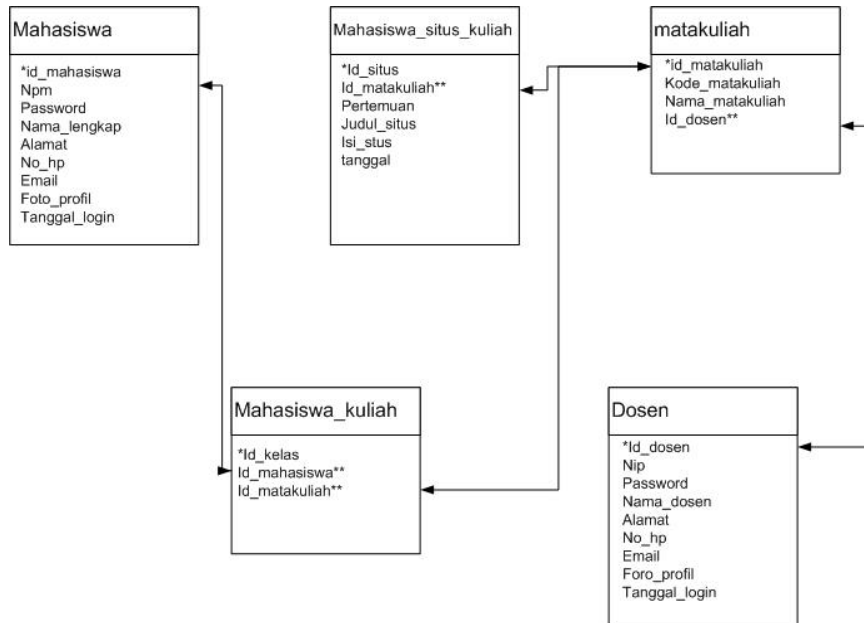 Mahasiswa
*id_mahasiswa
Npm
Password
Nama_lengkap
Alamat
No_hp
Email
Foto_profil
Tanggal_login
Mahasiswa_situs_kuliah
*Id_situs
Id_matakuliah**
Pertemuan
Judul_situs
Isi_stus
tanggal
matakuliah
*id_matakuliah
Kode_matakuliah
Nama_matakuliah
Id_dosen**
Mahasiswa_kuliah
*Id_kelas
Id_mahasiswa**
Id_matakuliah**
Dosen
*Id_dosen
Nip
Password
Nama_dosen
Alamat
No_hp
Email
Foro_profil
Tanggal_login